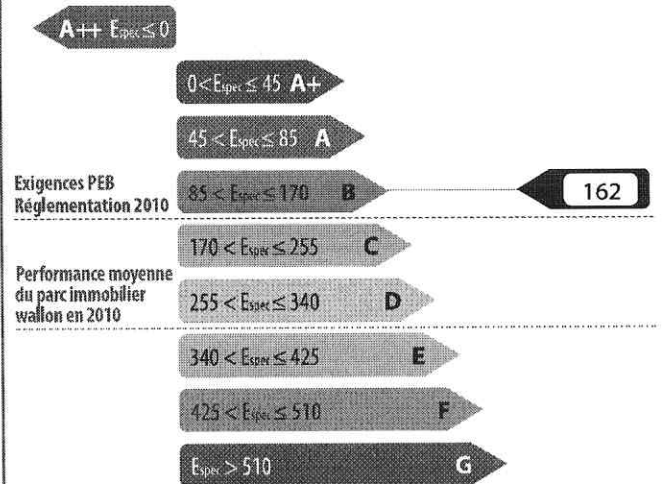 A++ Espec ≤ 0
0 < Espec ≤ 45 A+
45 < Espec ≤ 85 A
Exigences PEB
Réglementation 2010
85 < Espec ≤ 170 B
162
170 < Espec ≤ 255 C
Performance moyenne
du parc immobilier
wallon en 2010
255 < Espec ≤ 340 D
340 < Espec ≤ 425 E
425 < Espec ≤ 510 F
Espec > 510 G